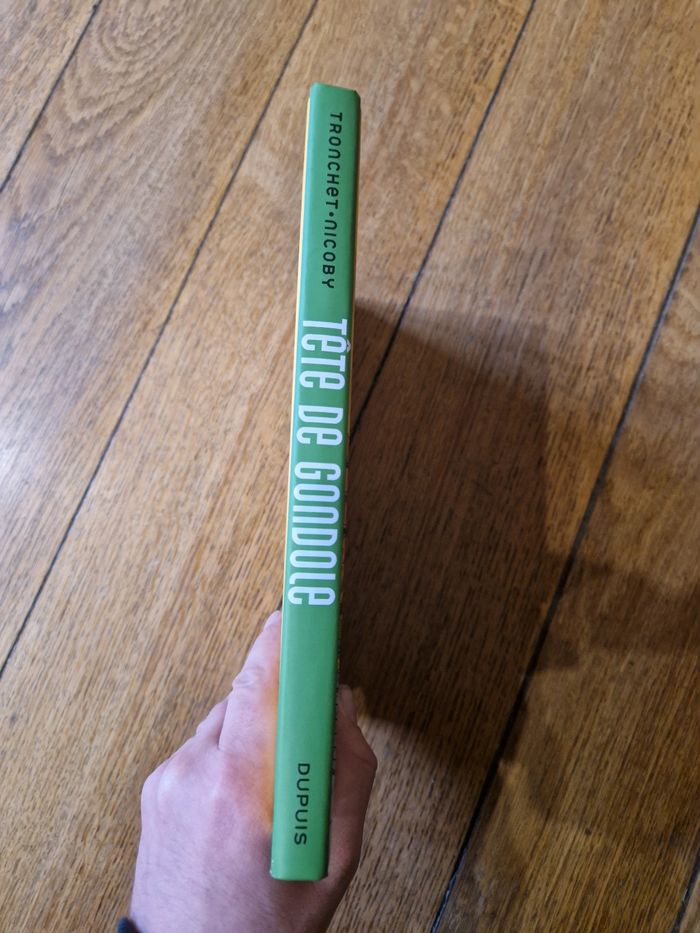 TRONCHET • NICOBY
TÊTE DE GONDOLE
DUPUIS